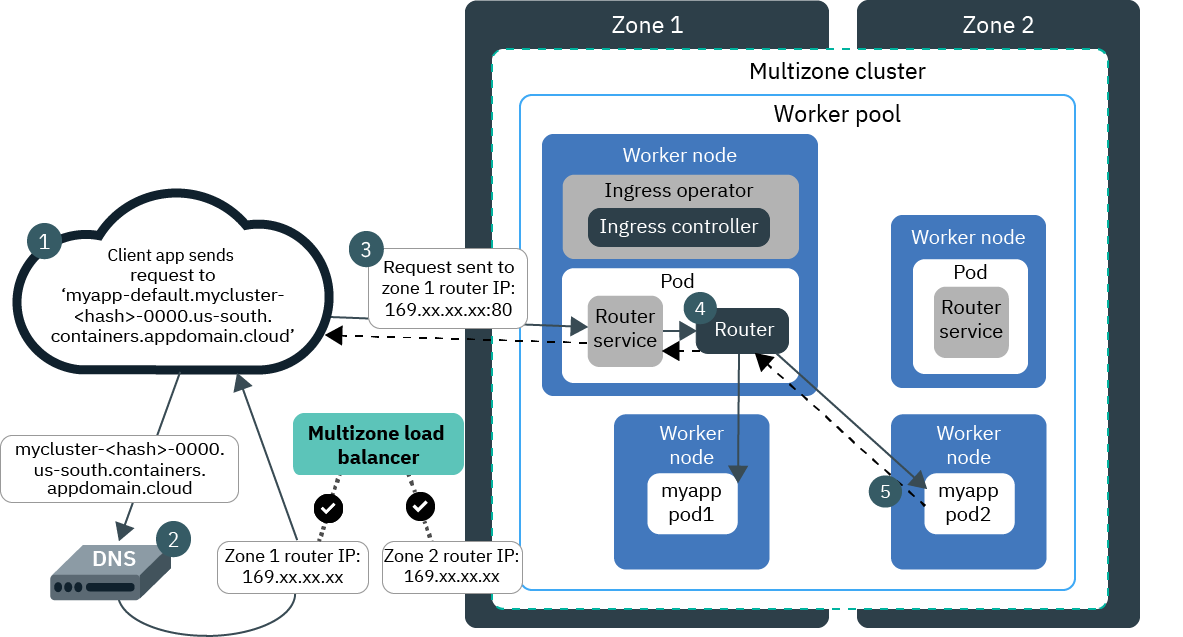 Zone 1
Zone 2
Multizone cluster
Worker pool
Worker node
Ingress operator
Ingress controller
Pod
Router
service
4
Router
Worker node
Pod
Router
service
Worker
node
myapp
pod1
Worker
node
5
myapp
pod2
1
Client app sends
request to
‘myapp-default.mycluster-
<hash>-0000.us-south.
containers.appdomain.cloud’
3
Request sent to
zone 1 router IP:
169.xx.xx.xx:80
mycluster-<hash>-0000.
us-south.containers.
appdomain.cloud
2
DNS
Multizone load
balancer
Zone 1 router IP:
169.xx.xx.xx
Zone 2 router IP:
169.xx.xx.xx